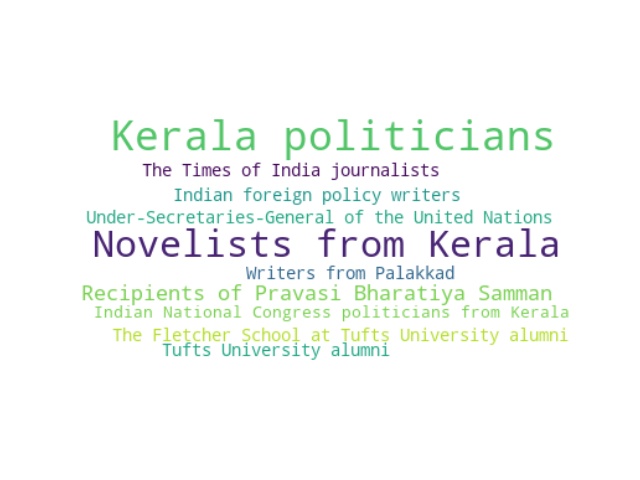 Kerala politicians
The Times of India journalists
Indian foreign policy writers
Under-Secretaries-General of the United Nations
Novelists from Kerala
Writers from Palakkad
Recipients of Pravasi Bharatiya Samman
Indian National Congress politicians from Kerala
The Fletcher School at Tufts University alumni
Tufts University alumni